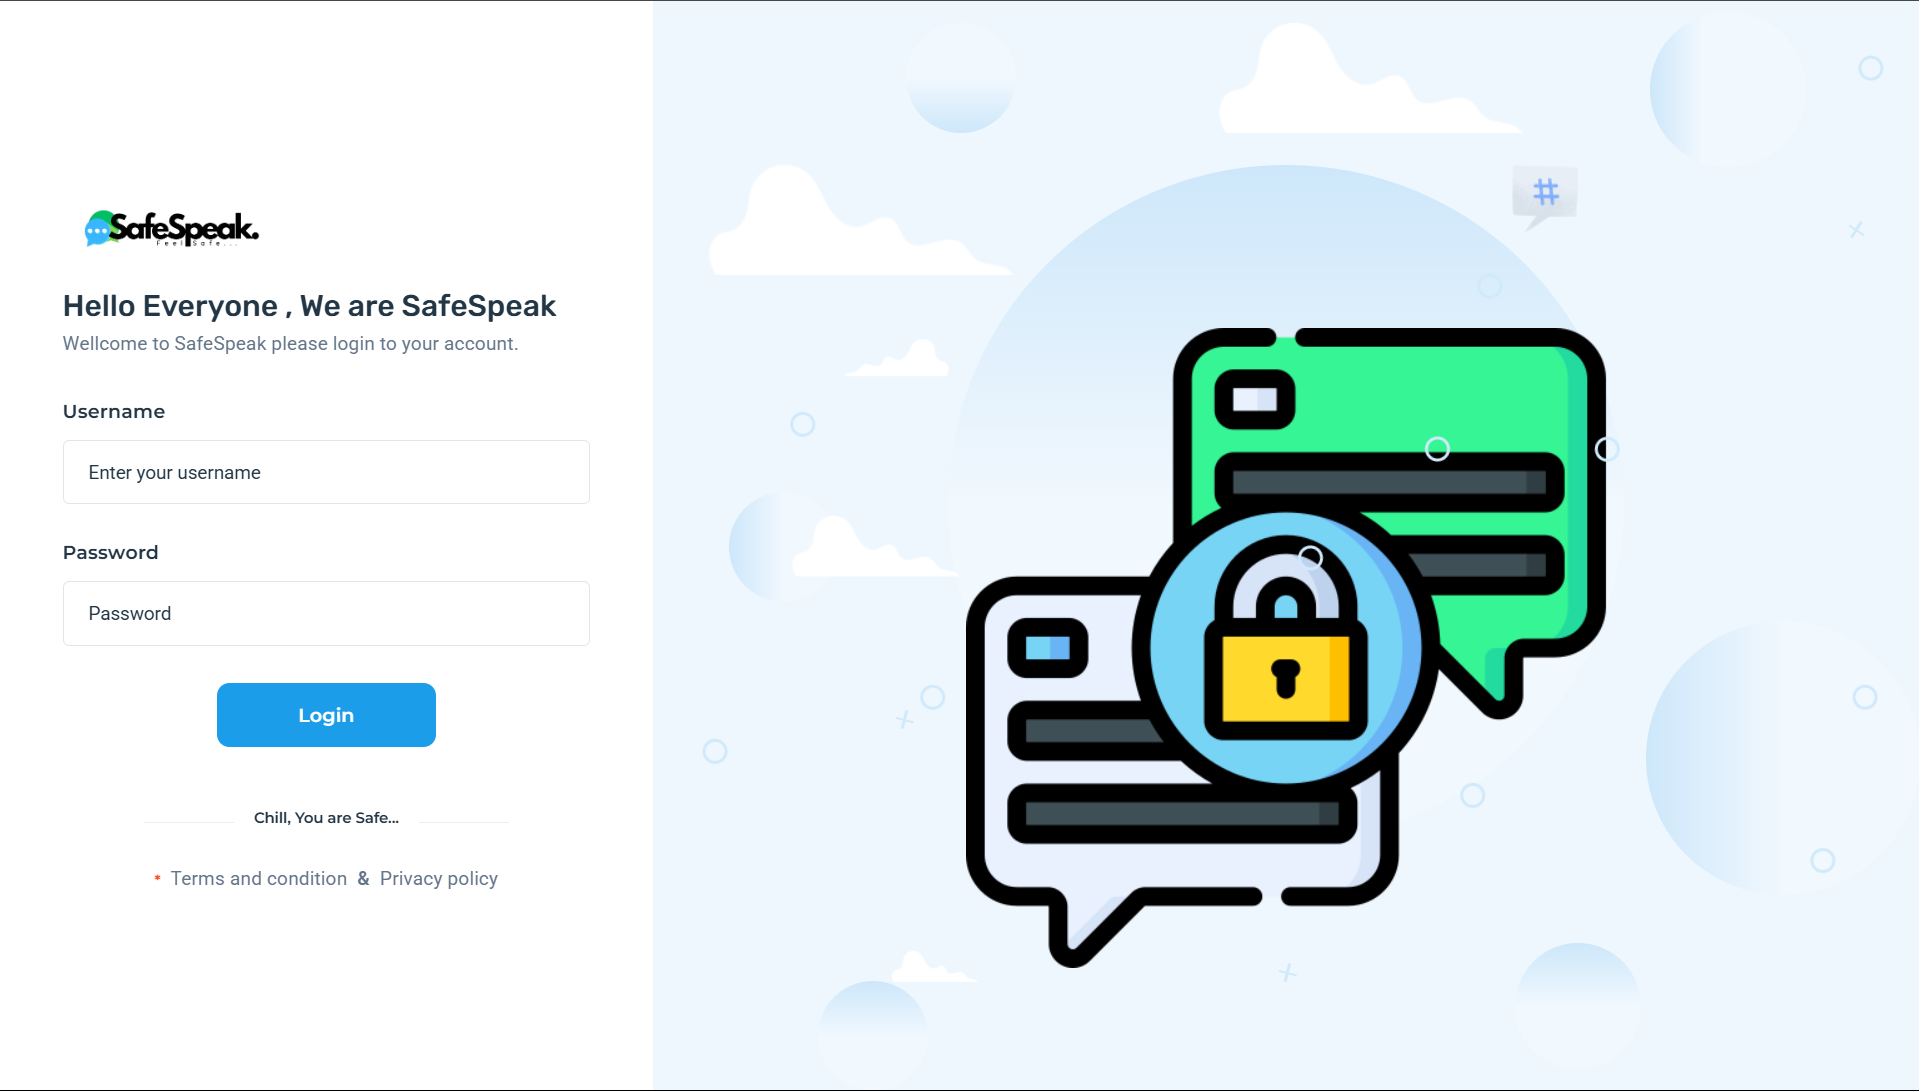 SafeSpeak.
Feel Safe...
Hello Everyone , We are SafeSpeak
Wellcome to SafeSpeak please login to your account.
Username
Enter your username
Password
Password
Login
Chill, You are Safe...
* Terms and condition & Privacy policy
#